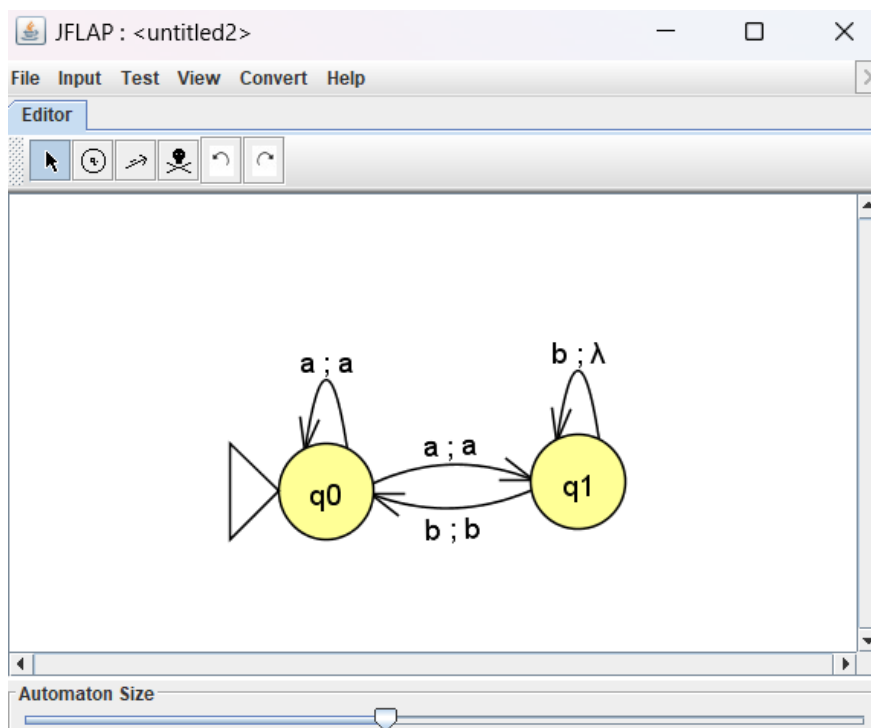 JFLAP : <untitled2>
File Input Test View Convert Help
Editor
q
a ; a
b ; λ
a ; a
q0
q1
b ; b
Automaton Size